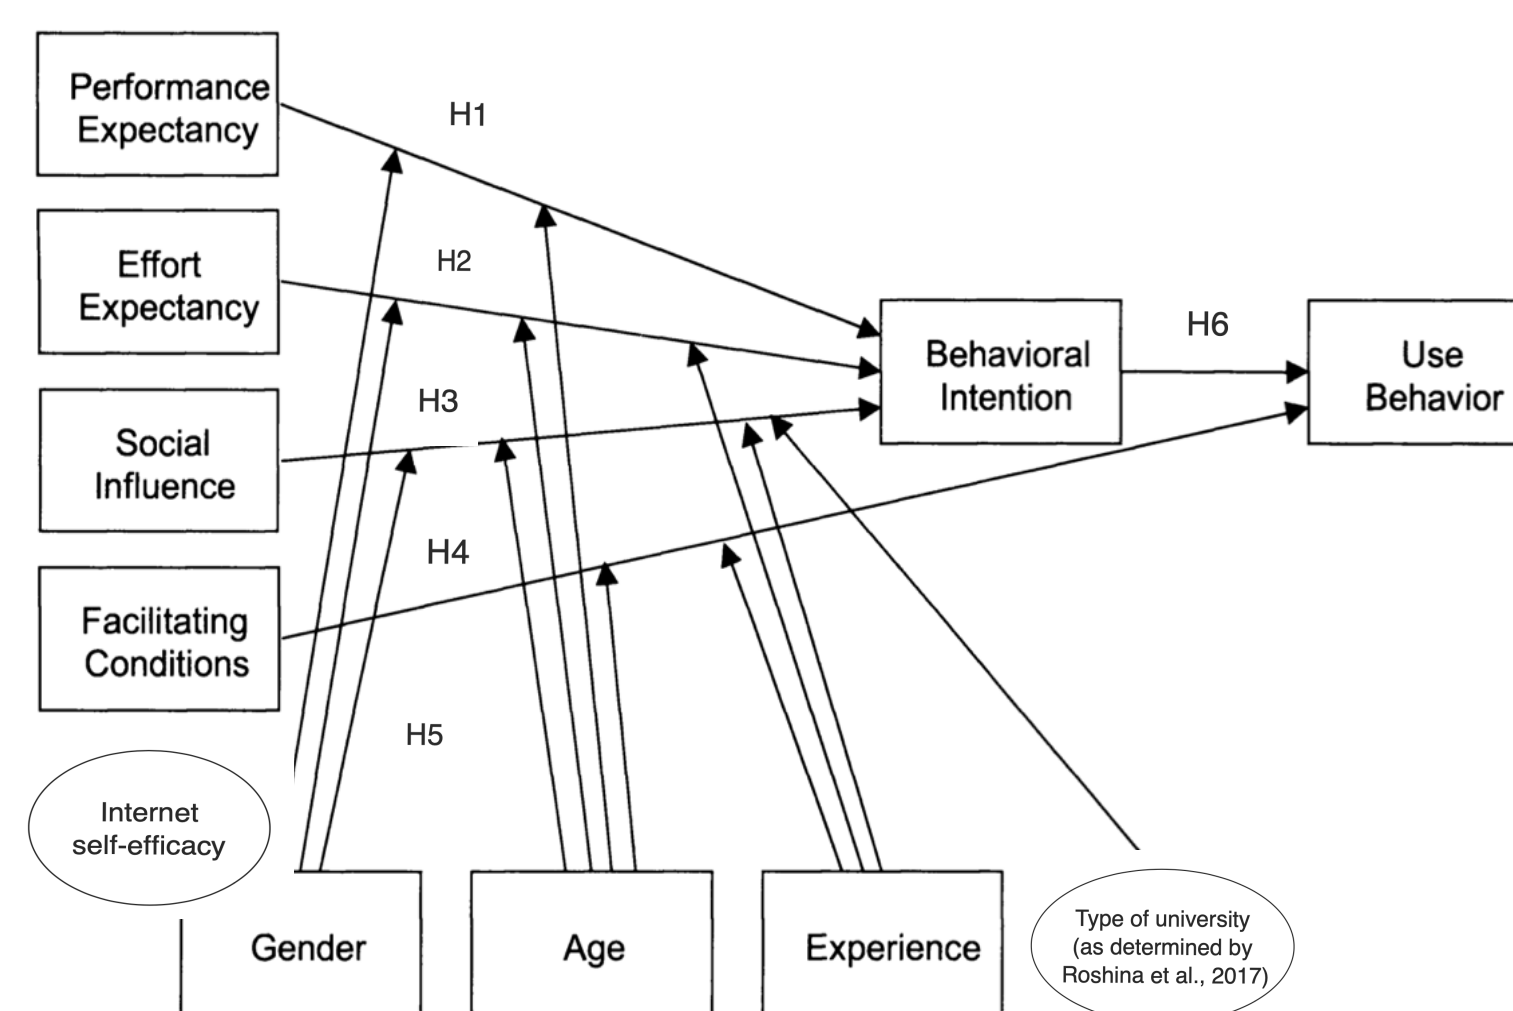 Performance
Expectancy
H1
Effort
Expectancy
H2
Behavioral
Intention
H6
Use
Behavior
H3
Social
Influence
H4
Facilitating
Conditions
H5
Internet
self-efficacy
Gender
Age
Experience
Type of university
(as determined by
Roshina et al., 2017)